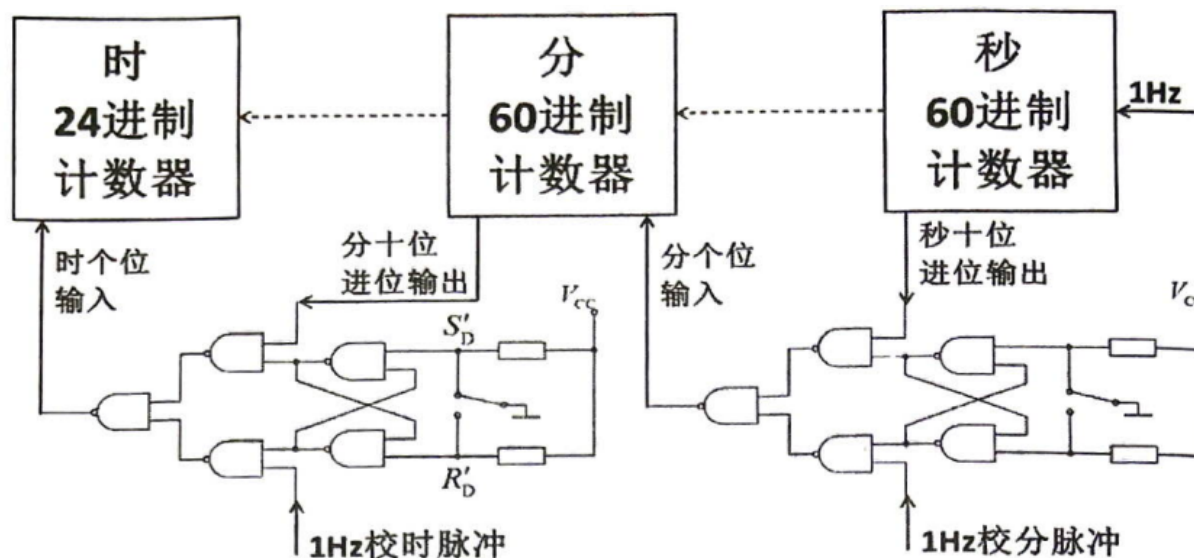 时
24进制
计数器
分
60进制
计数器
秒
60进制
计数器
1Hz
时个位
输入
分十位
进位输出
分个位
输入
秒十位
进位输出
V_CC
S'_D
R'_D
1Hz校时脉冲
1Hz校分脉冲